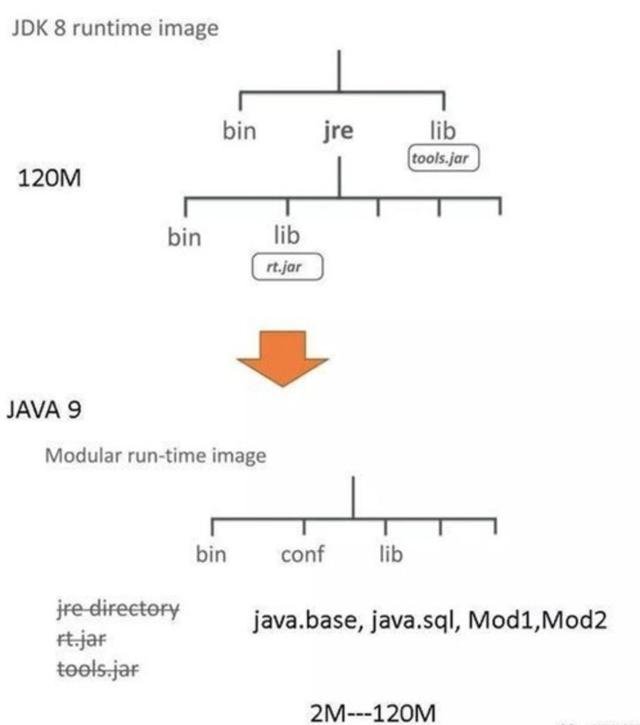 JDK 8 runtime image
bin jre lib
tools.jar
120M
bin lib
rt.jar
JAVA 9
Modular run-time image
bin conf lib
jre directory
java.base, java.sql, Mod1,Mod2
rt.jar
tools.jar
2M---120M